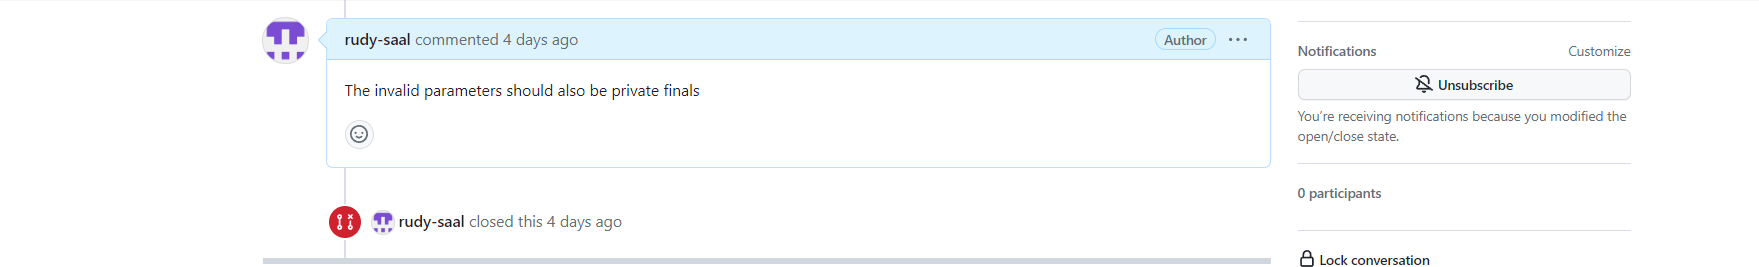 rudy-saal commented 4 days ago
Author
The invalid parameters should also be private finals
rudy-saal closed this 4 days ago
Notifications
Customize
Unsubscribe
You're receiving notifications because you modified the
open/close state.
0 participants
Lock conversation